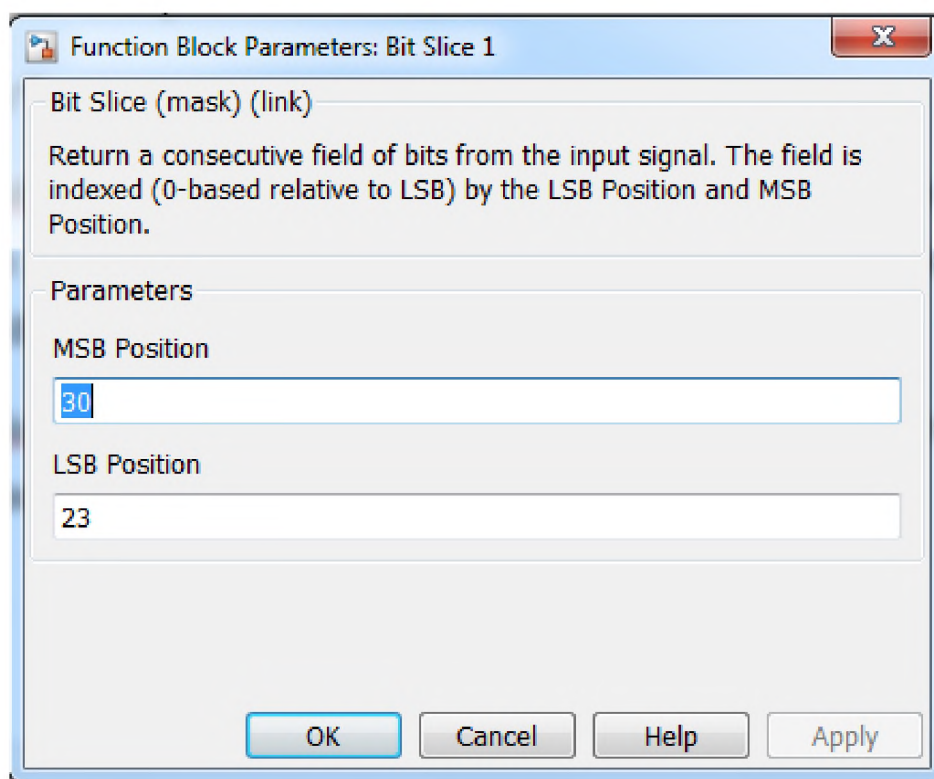 Function Block Parameters: Bit Slice 1
Bit Slice (mask) (link)
Return a consecutive field of bits from the input signal. The field is
indexed (0-based relative to LSB) by the LSB Position and MSB
Position.
Parameters
MSB Position
30
LSB Position
23
OK Cancel Help Apply